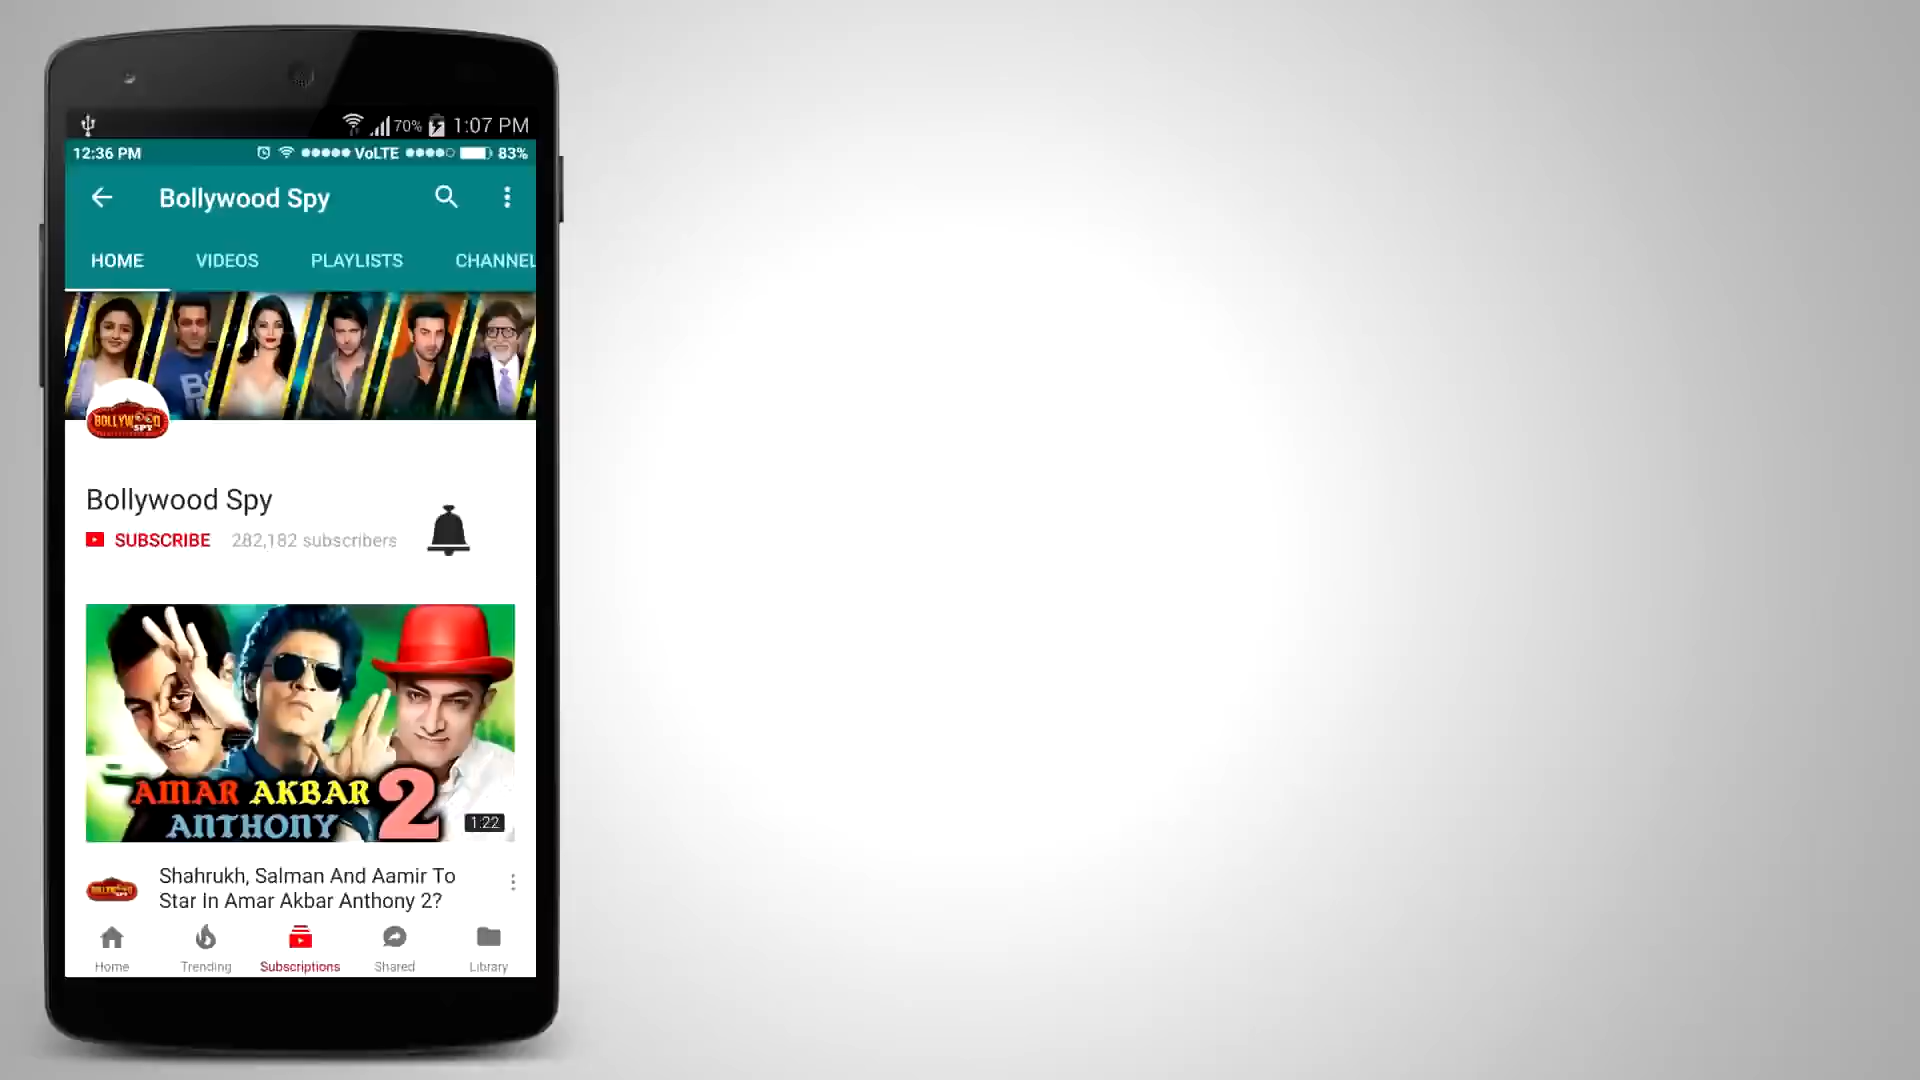 70% 1:07 PM
12:36 PM VoLTE 83%
Bollywood Spy
HOME VIDEOS PLAYLISTS CHANNEL
BOLLYWOOD
SPY
Bollywood Spy
SUBSCRIBE 282,182 subscribers
AMAR AKBAR 2
ANTHONY
1:22
Shahrukh, Salman And Aamir To
Star In Amar Akbar Anthony 2?
Home Trending Subscriptions Shared Library